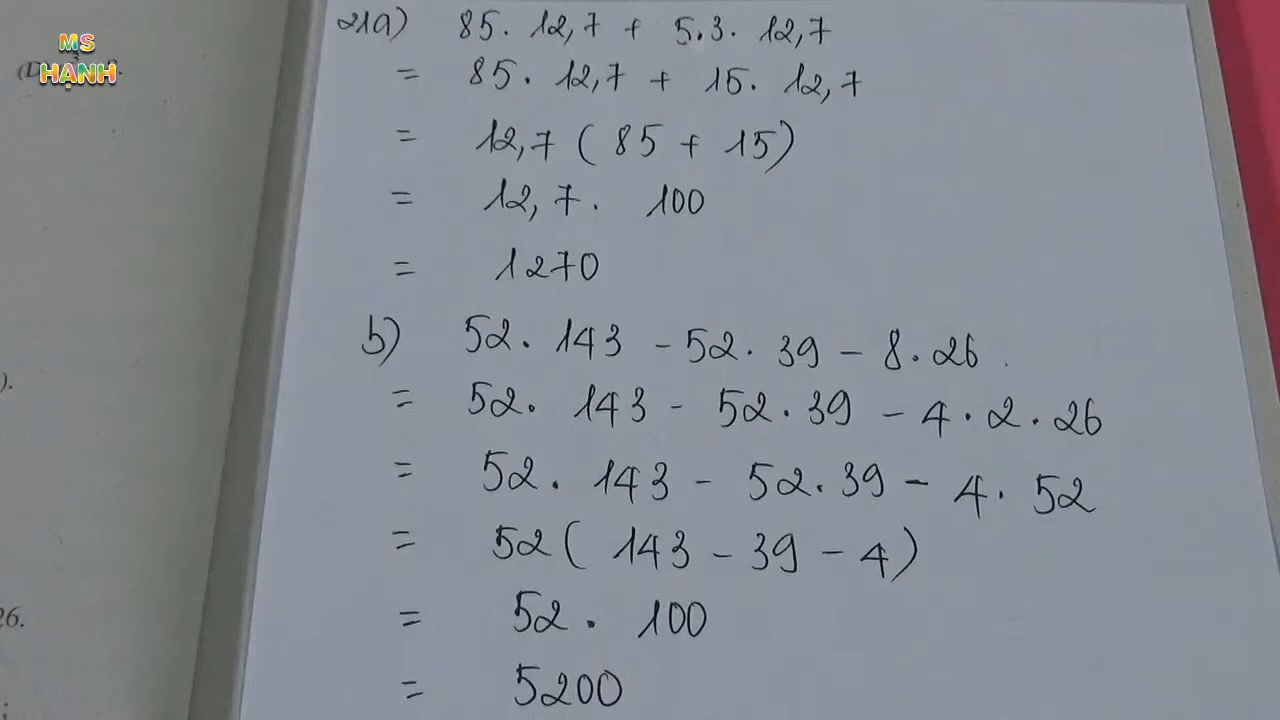 MS
HẠNH
21a) 85. 12,7 + 5.3. 12,7
= 85. 12,7 + 15. 12,7
= 12,7 ( 85 + 15)
= 12,7. 100
= 1270
b) 52. 143 - 52. 39 - 8. 26
= 52. 143 - 52. 39 - 4. 2. 26
= 52. 143 - 52. 39 - 4. 52
= 52 ( 143 - 39 - 4)
= 52. 100
= 5200
).
26.